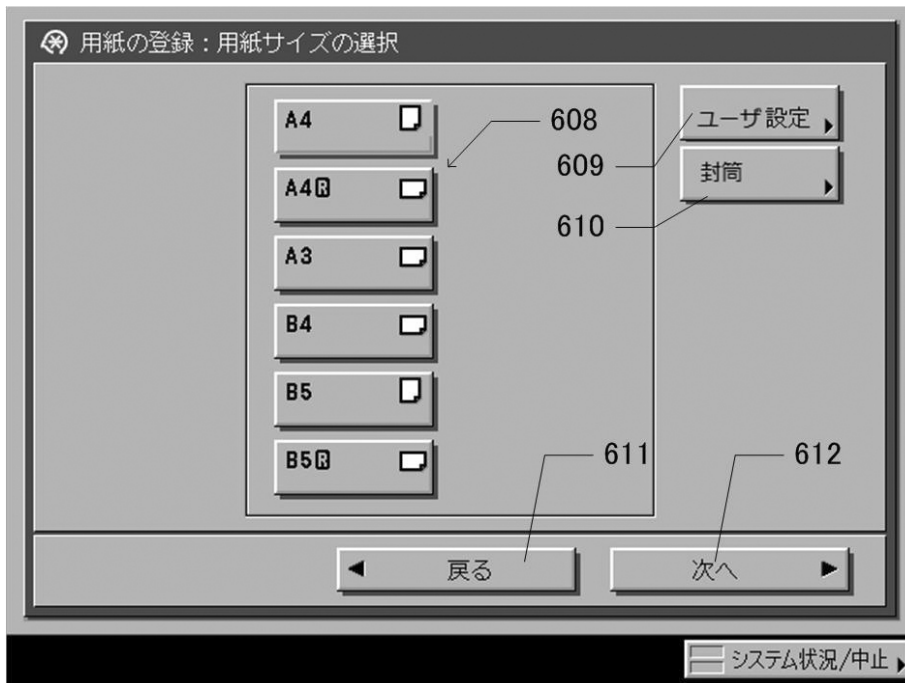 用紙の登録：用紙サイズの選択
A4
608
ユーザ設定
609
封筒
A4R
610
A3
B4
B5
B5R
611
612
戻る
次へ
システム状況/中止